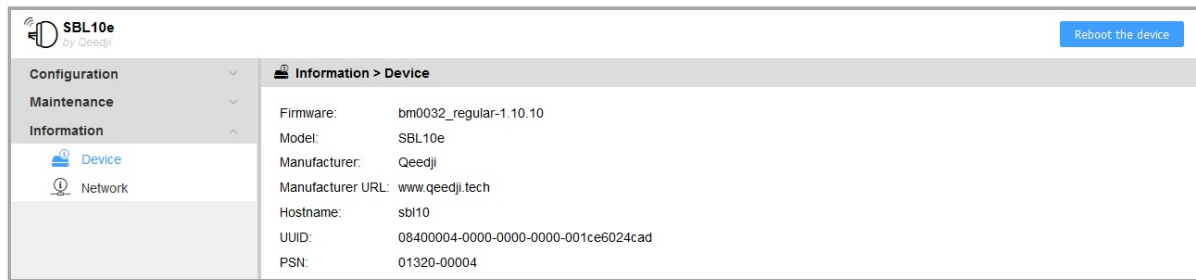 SBL10e
by Qeedji
Reboot the device
Configuration
Maintenance
Information
Device
Network
Information > Device
Firmware: bm0032_regular-1.10.10
Model: SBL10e
Manufacturer: Qeedji
Manufacturer URL: www.qeedji.tech
Hostname: sbl10
UUID: 08400004-0000-0000-0000-001ce6024cad
PSN: 01320-00004